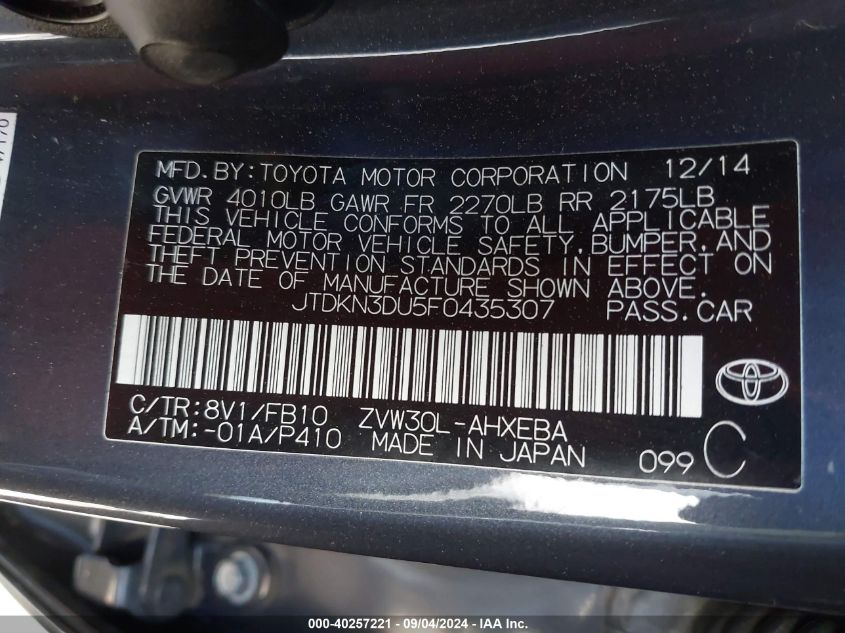 MFD. BY: TOYOTA MOTOR CORPORATION 12/14
GVWR 4010LB GAWR FR 2270LB RR 2175LB
THIS VEHICLE CONFORMS TO ALL APPLICABLE
FEDERAL MOTOR VEHICLE SAFETY, BUMPER, AND
THEFT PREVENTION STANDARDS IN EFFECT ON
THE DATE OF MANUFACTURE SHOWN ABOVE.
JTDKN3DU5F0435307 PASS. CAR
C/TR: 8V1/FB10 ZVW30L-AHXEBA
A/TM: -01A/P410 MADE IN JAPAN 099 C
000-40257221 - 09/04/2024 - IAA Inc.